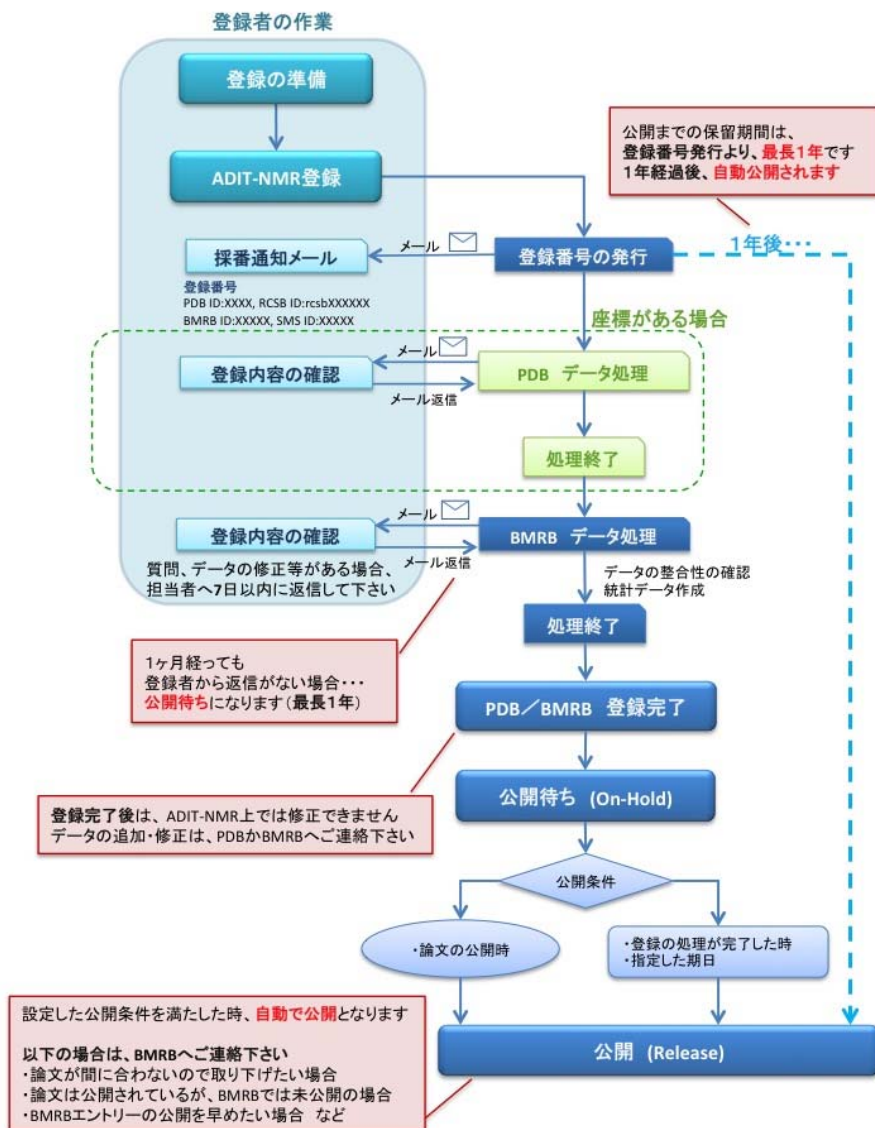 登録者の作業
登録の準備
ADIT-NMR登録
公開までの保留期間は、
登録番号発行より、最長１年です
１年経過後、自動公開されます
採番通知メール
メール
登録番号の発行
１年後・・・
登録番号
PDB ID:XXXX, RCSB ID:rcsbXXXXXX
BMRB ID:XXXXX, SMS ID:XXXXX
座標がある場合
登録内容の確認
メール
メール返信
PDB データ処理
処理終了
登録内容の確認
メール
メール返信
BMRB データ処理
質問、データの修正等がある場合、
担当者へ7日以内に返信して下さい
データの整合性の確認
統計データ作成
処理終了
1ヶ月経っても
登録者から返信がない場合・・・
公開待ちになります（最長１年）
PDB／BMRB 登録完了
登録完了後は、ADIT-NMR上では修正できません
データの追加・修正は、PDBかBMRBへご連絡下さい
公開待ち (On-Hold)
公開条件
・論文の公開時
・登録の処理が完了した時
・指定した期日
設定した公開条件を満たした時、自動で公開となります
以下の場合は、BMRBへご連絡下さい
・論文が間に合わないので取り下げたい場合
・論文は公開されているが、BMRBでは未公開の場合
・BMRBエントリーの公開を早めたい場合 など
公開 (Release)